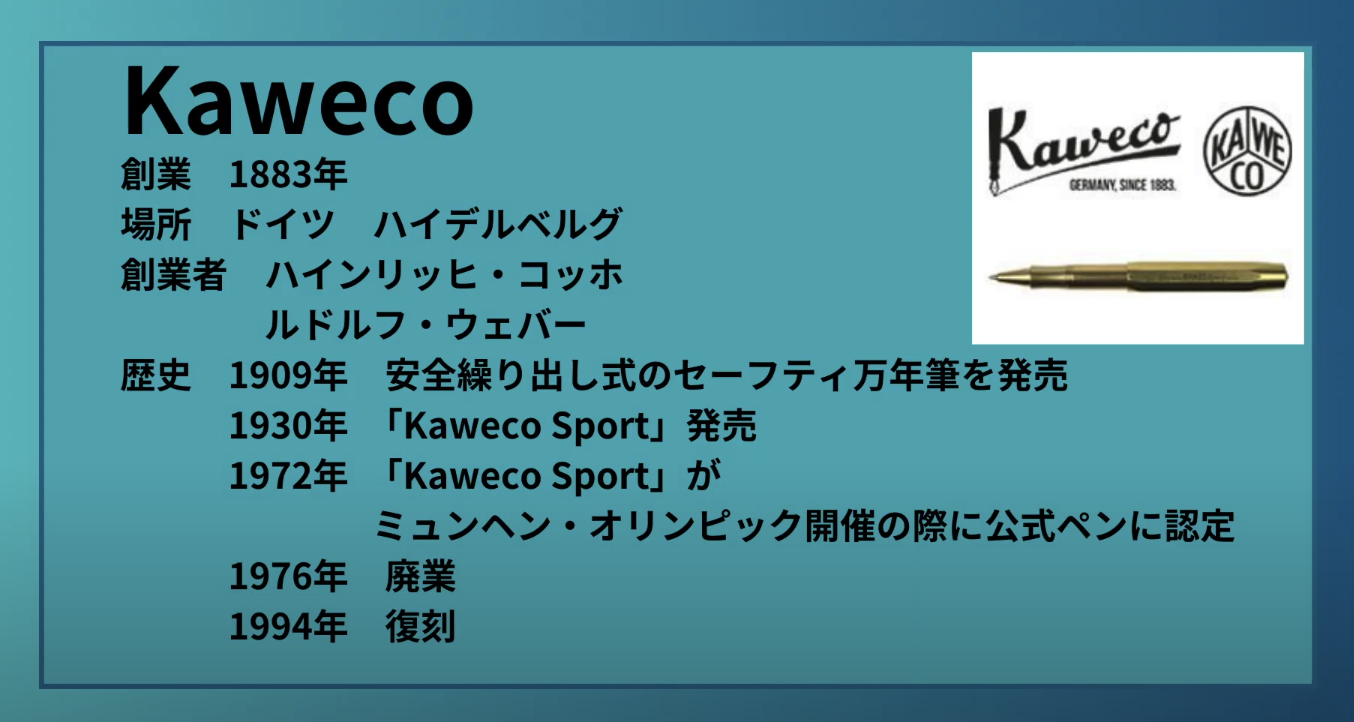 Kaweco
創業　1883年
場所　ドイツ　ハイデルベルグ
創業者　ハインリッヒ・コッホ
ルドルフ・ウェバー
歴史　1909年　安全繰り出し式のセーフティ万年筆を発売
1930年　「Kaweco Sport」発売
1972年　「Kaweco Sport」が
ミュンヘン・オリンピック開催の際に公式ペンに認定
1976年　廃業
1994年　復刻
Kaweco
GERMANY, SINCE 1883.
KAWE
CO